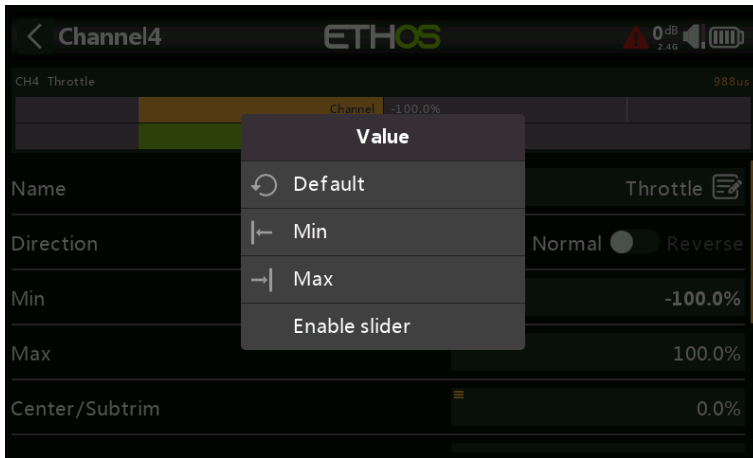 Channel4
ETHOS
0dB
2.4G
CH4 Throttle
988us
Channel -100.0%
Value
Default
Min
Max
Enable slider
Name
Throttle
Direction
Normal
Reverse
Min
-100.0%
Max
100.0%
Center/Subtrim
0.0%